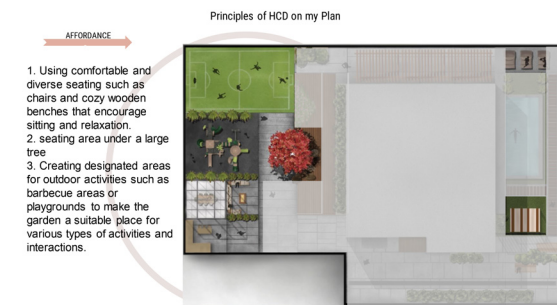 Principles of HCD on my Plan
AFFORDANCE
1. Using comfortable and
diverse seating such as
chairs and cozy wooden
benches that encourage
sitting and relaxation.
2. seating area under a large
tree
3. Creating designated areas
for outdoor activities such as
barbecue areas or
playgrounds to make the
garden a suitable place for
various types of activities and
interactions.